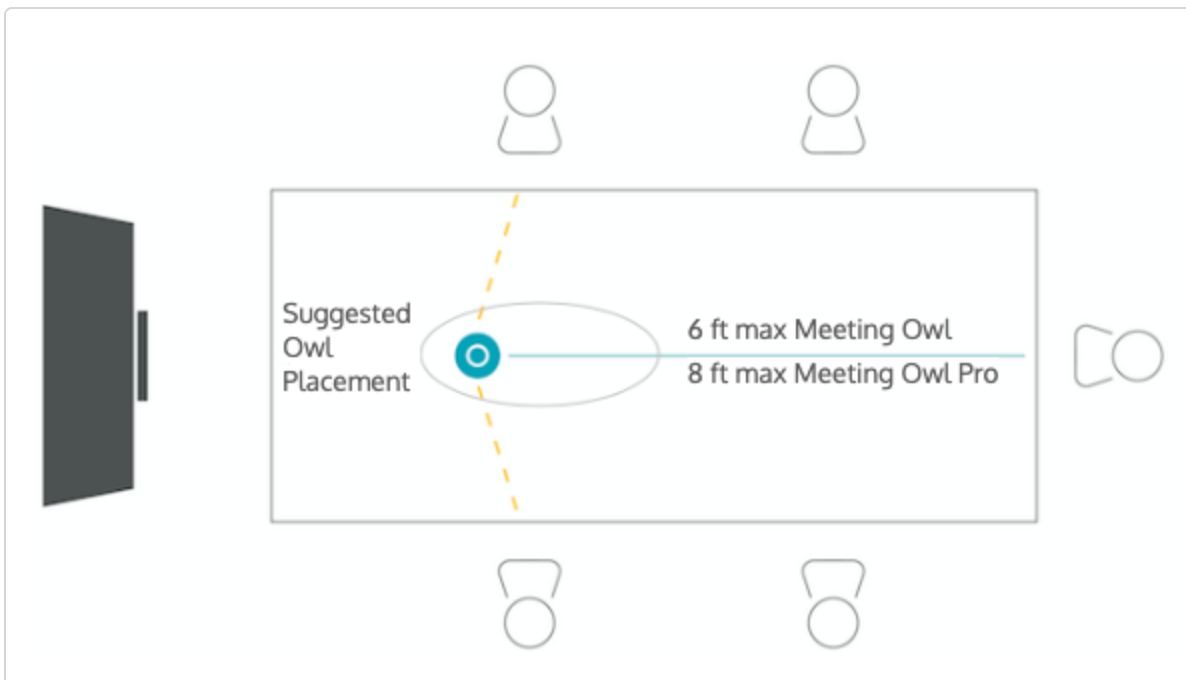 Suggested
Owl
Placement
6 ft max Meeting Owl
8 ft max Meeting Owl Pro